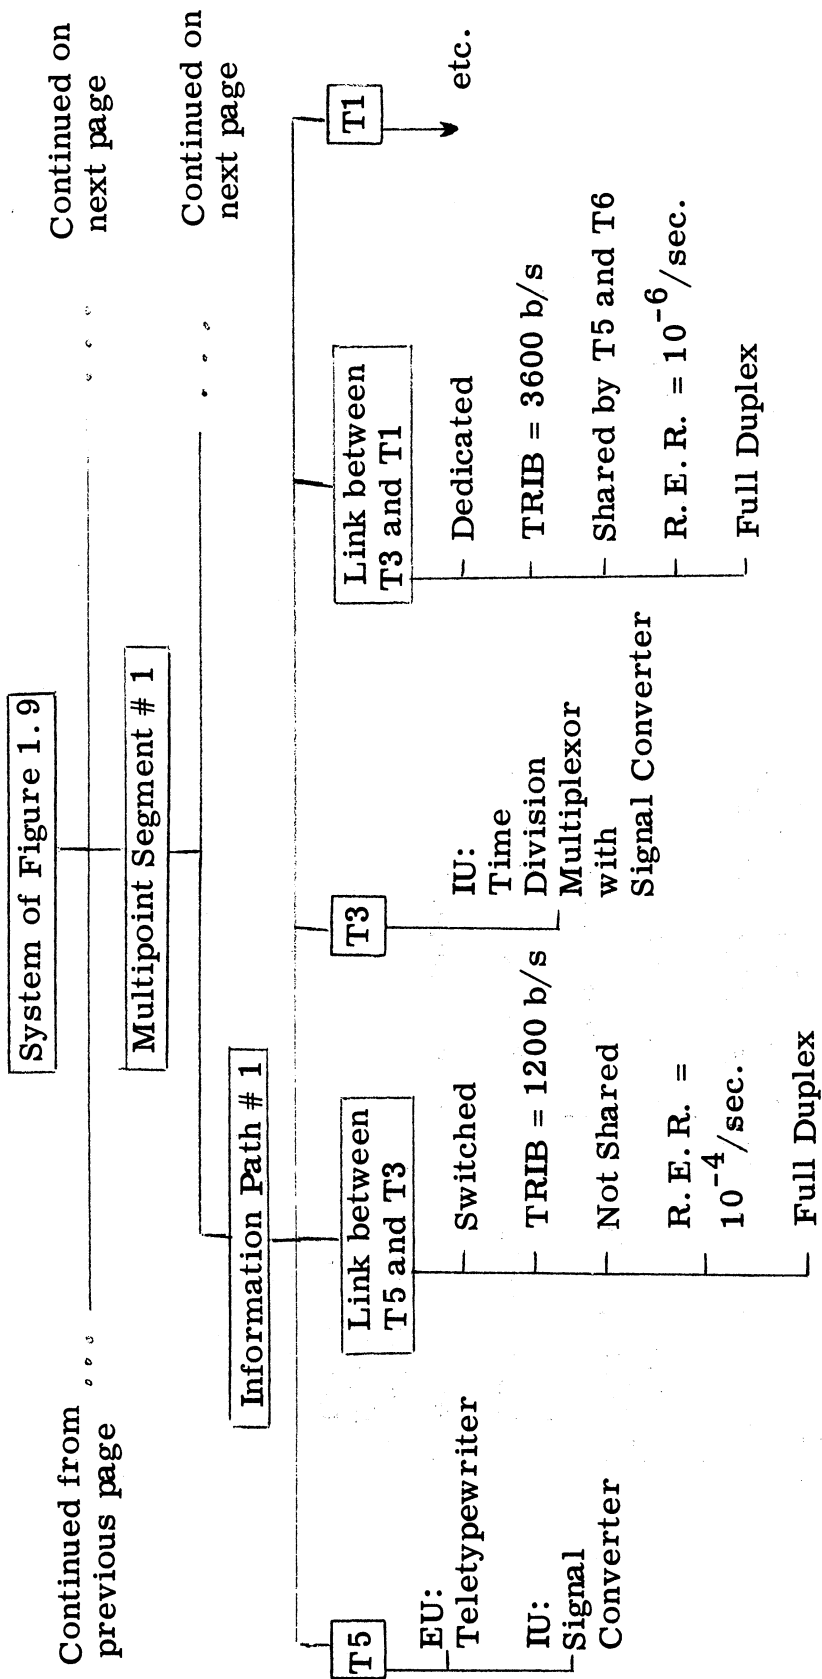 System of Figure 1.9
Continued from
previous page
Continued on
next page
Multipoint Segment # 1
Continued on
next page
Information Path # 1
T5
EU:
Teletypewriter
IU:
Signal
Converter
Link between
T5 and T3
Switched
TRIB = 1200 b/s
Not Shared
R. E. R. =
10⁻⁴/sec.
Full Duplex
T3
IU:
Time
Division
Multiplexor
with
Signal Converter
Link between
T3 and T1
Dedicated
TRIB = 3600 b/s
Shared by T5 and T6
R. E. R. = 10⁻⁶/sec.
Full Duplex
T1
etc.